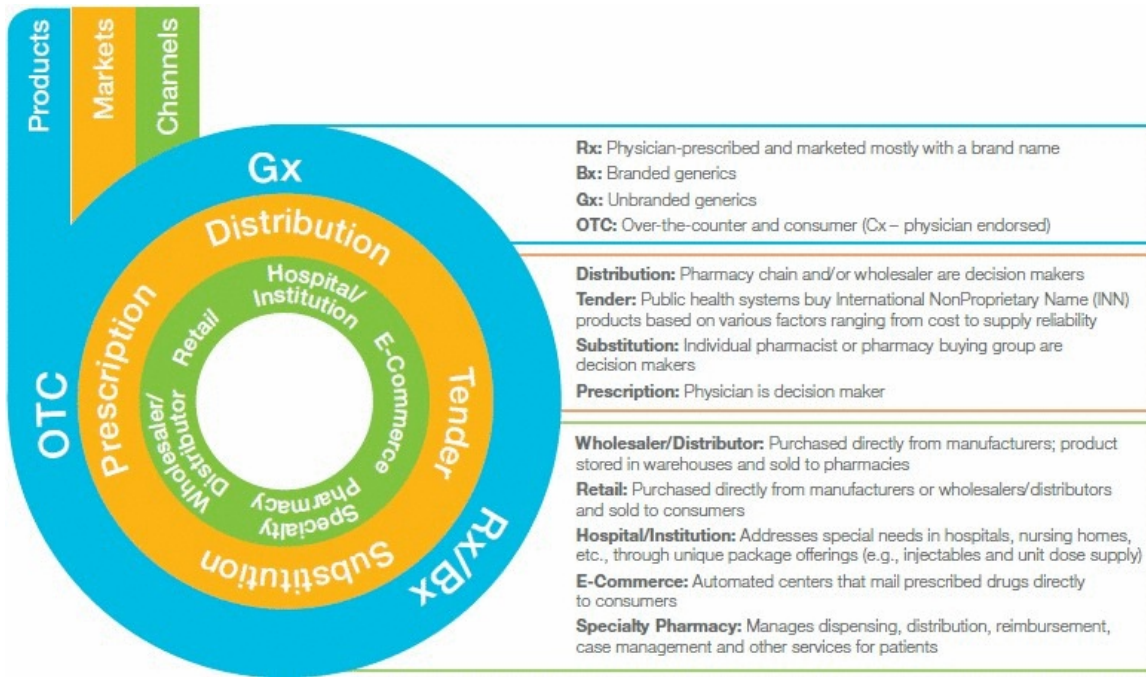 Products
Markets
Channels
Gx
Rx/Bx
OTC
Distribution
Tender
Substitution
Prescription
Hospital/
Institution
E-Commerce
Specialty
Pharmacy
Wholesaler/
Distributor
Retail
Rx: Physician-prescribed and marketed mostly with a brand name
Bx: Branded generics
Gx: Unbranded generics
OTC: Over-the-counter and consumer (Cx – physician endorsed)
Distribution: Pharmacy chain and/or wholesaler are decision makers
Tender: Public health systems buy International NonProprietary Name (INN)
products based on various factors ranging from cost to supply reliability
Substitution: Individual pharmacist or pharmacy buying group are
decision makers
Prescription: Physician is decision maker
Wholesaler/Distributor: Purchased directly from manufacturers; product
stored in warehouses and sold to pharmacies
Retail: Purchased directly from manufacturers or wholesalers/distributors
and sold to consumers
Hospital/Institution: Addresses special needs in hospitals, nursing homes,
etc., through unique package offerings (e.g., injectables and unit dose supply)
E-Commerce: Automated centers that mail prescribed drugs directly
to consumers
Specialty Pharmacy: Manages dispensing, distribution, reimbursement,
case management and other services for patients